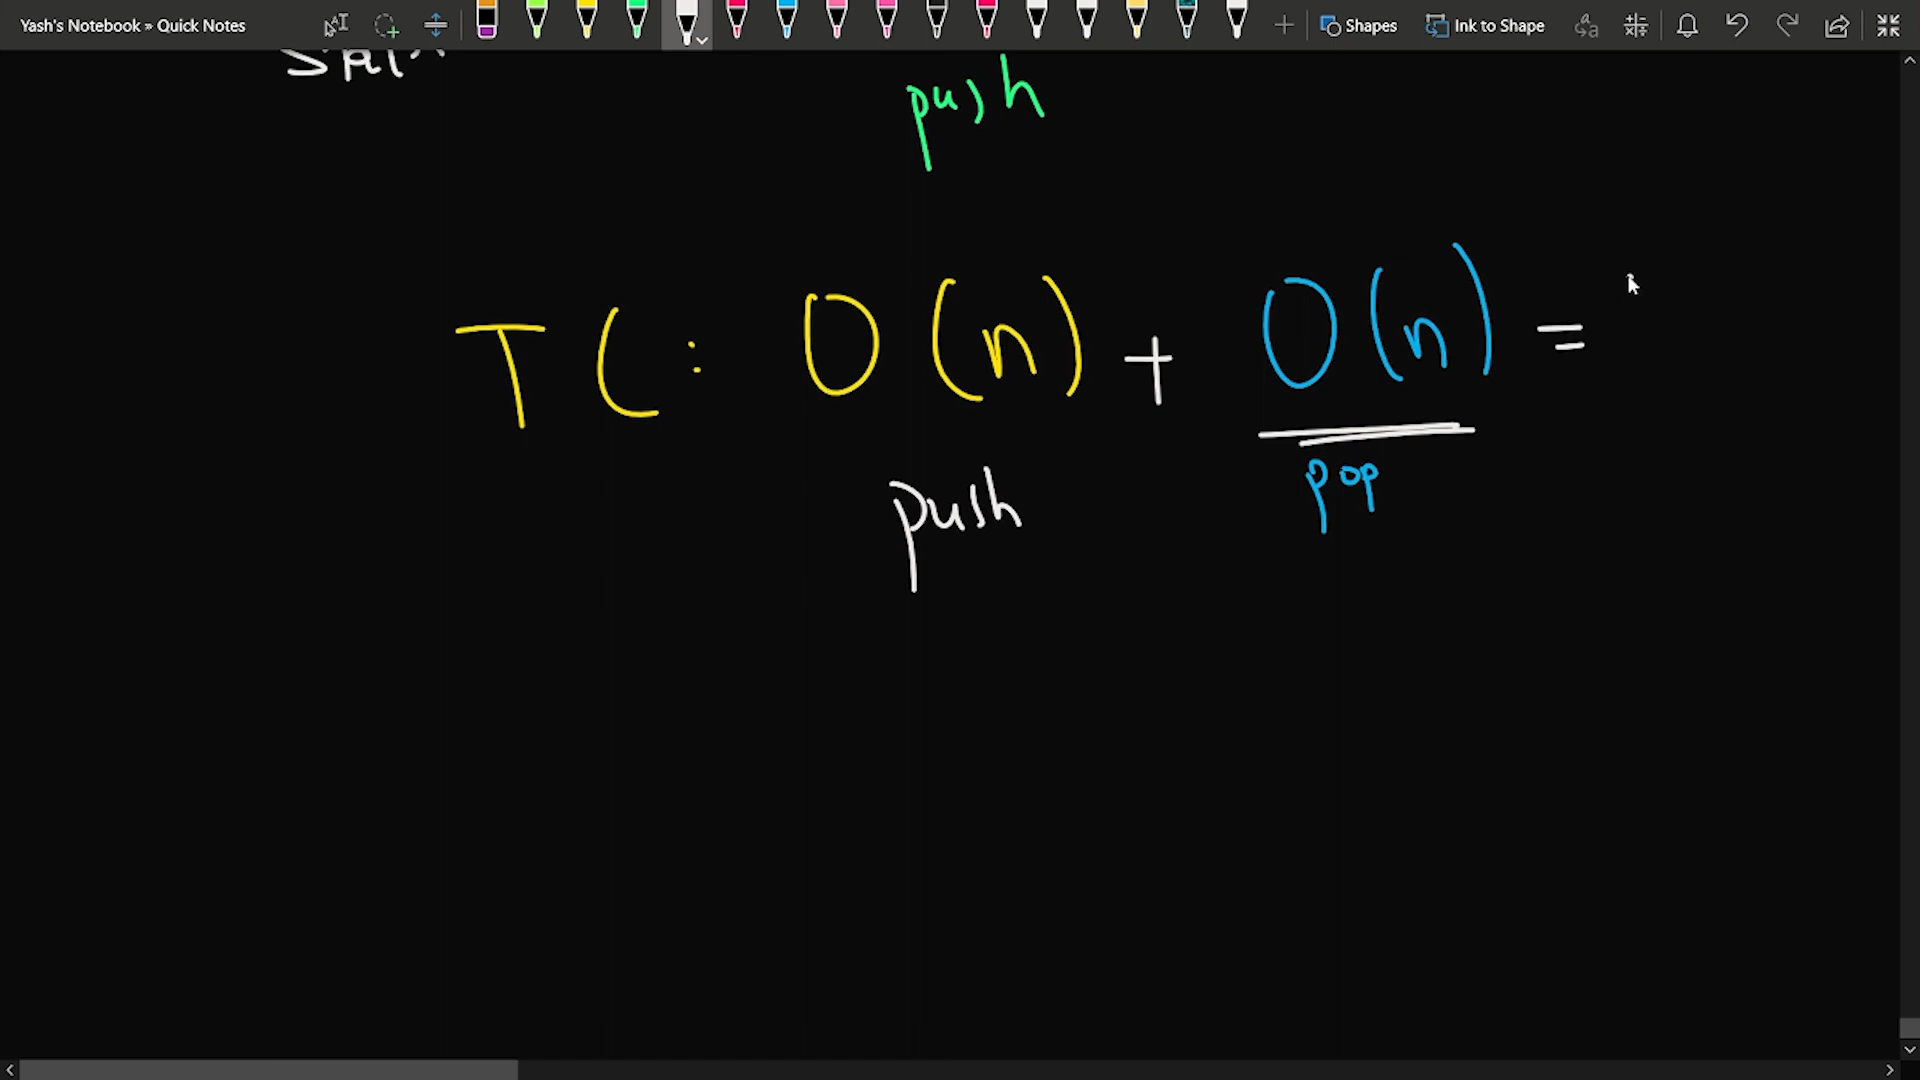 Yash's Notebook » Quick Notes
Shapes
Ink to Shape
push
TC: O(n) + O(n) =
push
pop